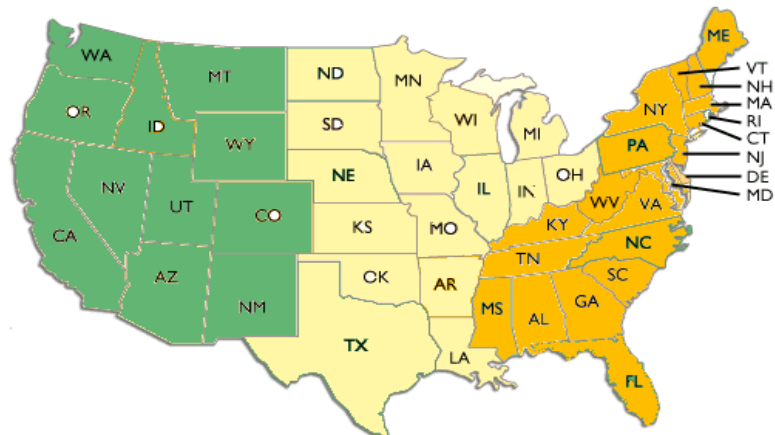 ME
WA
VT
MT
ND
MN
NH
MA
OR
ID
SD
WI
NY
RI
MI
CT
WY
PA
NJ
IA
NE
OH
DE
NV
IL
IN
MD
UT
CO
WV
VA
KS
MO
KY
CA
NC
TN
AZ
OK
AR
SC
NM
MS
AL
GA
TX
LA
FL